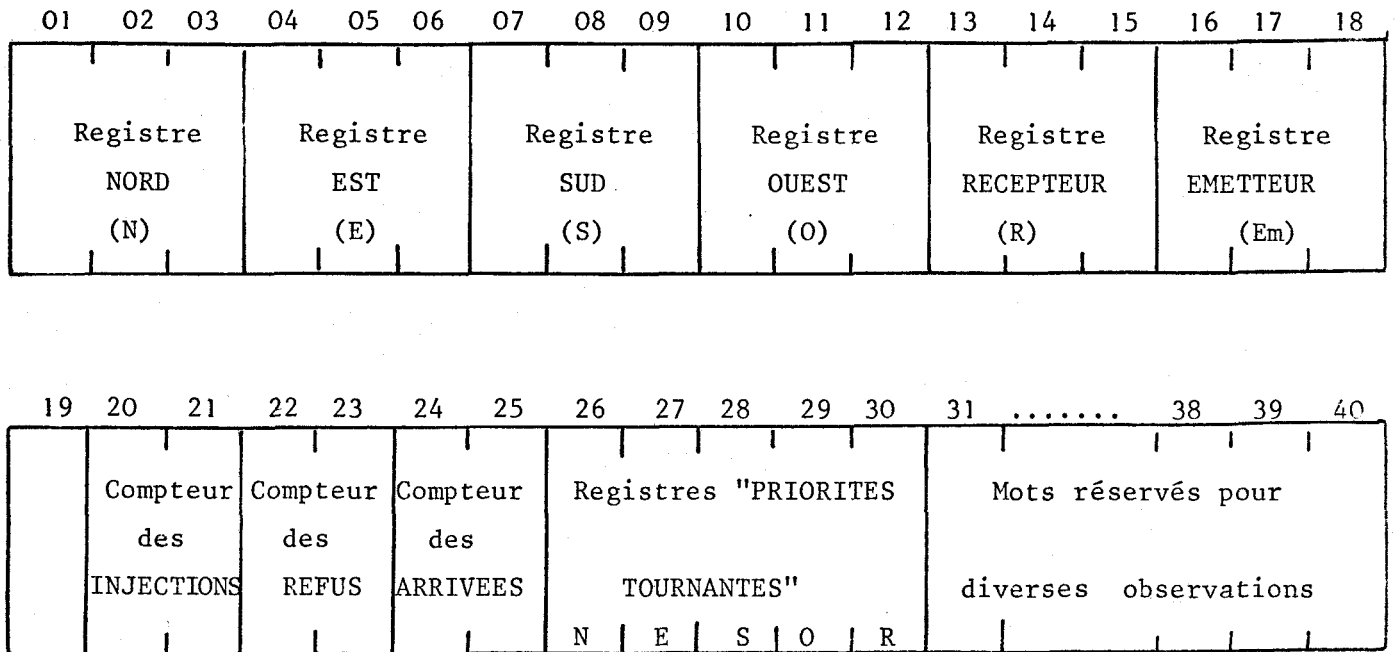 01 02 03 04 05 06 07 08 09 10 11 12 13 14 15 16 17 18
Registre Registre Registre Registre Registre Registre
NORD EST SUD OUEST RECEPTEUR EMETTEUR
(N) (E) (S) (O) (R) (Em)
19 20 21 22 23 24 25 26 27 28 29 30 31 ....... 38 39 40
Compteur Compteur Compteur Registres "PRIORITES Mots réservés pour
des des des
INJECTIONS REFUS ARRIVEES TOURNANTES" diverses observations
N E S O R